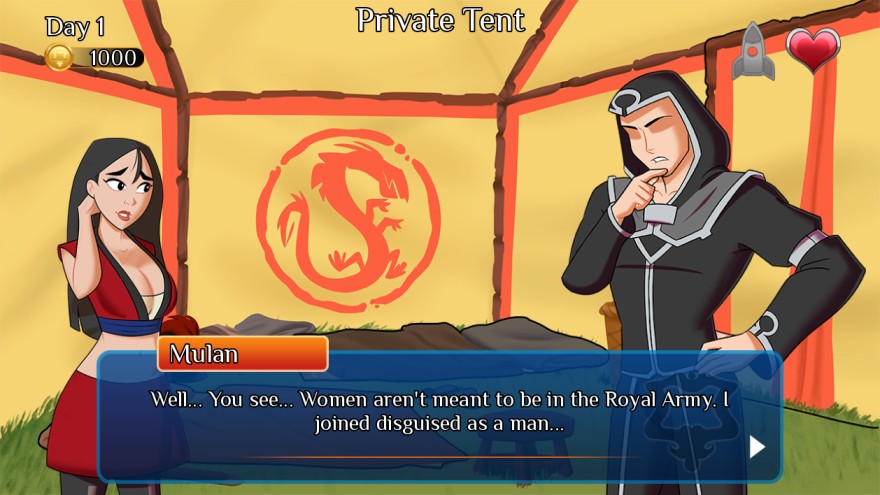 Private Tent
Day 1
1000
Mulan
Well... You see... Women aren't meant to be in the Royal Army. I
joined disguised as a man...